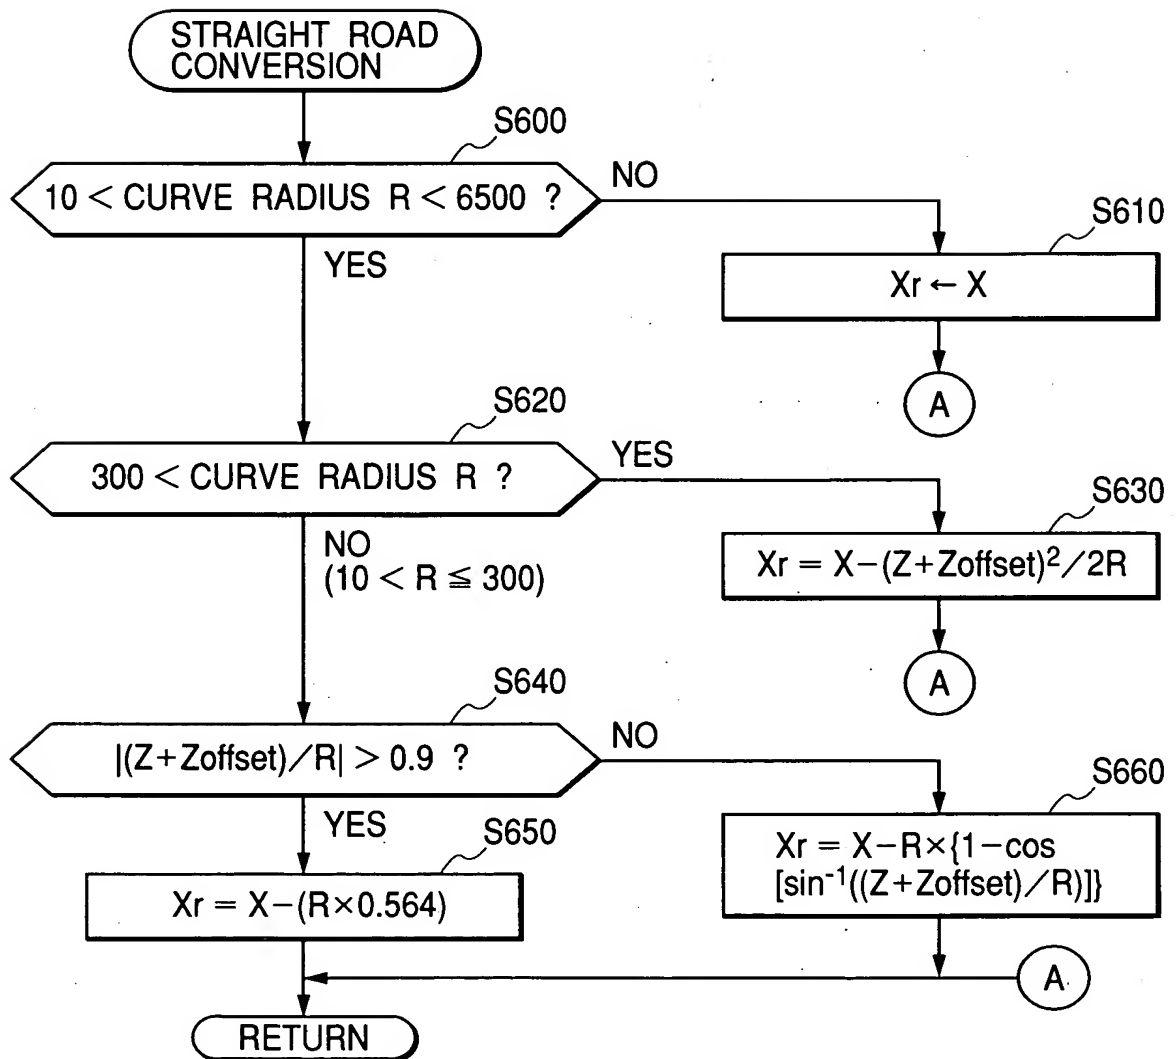 STRAIGHT ROAD
CONVERSION
S600
10 < CURVE RADIUS R < 6500 ?
NO
YES
S610
Xr ← X
A
S620
300 < CURVE RADIUS R ?
YES
NO
(10 < R ≦ 300)
S630
Xr = X-(Z+Zoffset)²/2R
A
S640
|(Z+Zoffset)/R| > 0.9 ?
NO
YES
S650
Xr = X-(R×0.564)
S660
Xr = X-R×{1-cos
[sin⁻¹((Z+Zoffset)/R)]}
A
RETURN